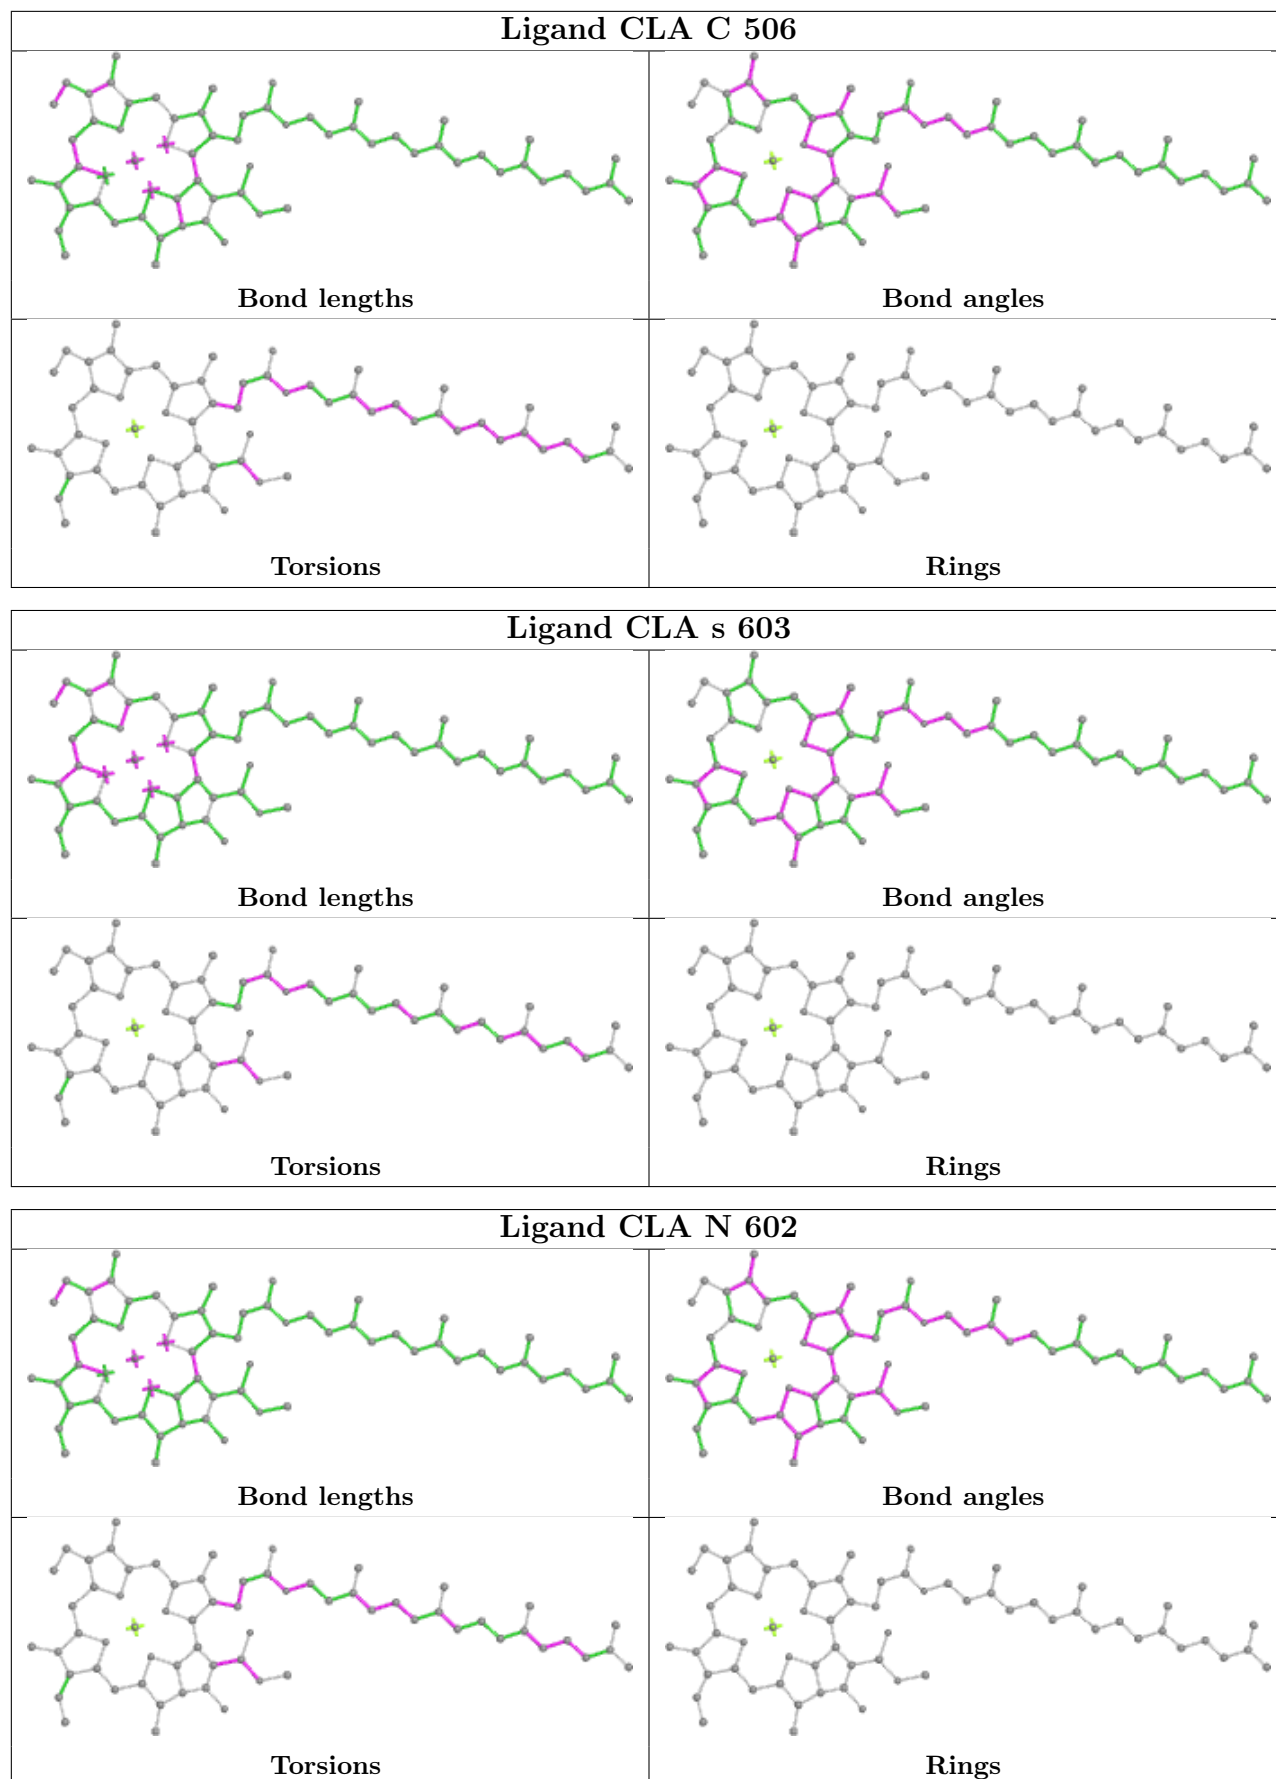 Ligand CLA C 506
Bond lengths
Bond angles
Torsions
Rings
Ligand CLA s 603
Bond lengths
Bond angles
Torsions
Rings
Ligand CLA N 602
Bond lengths
Bond angles
Torsions
Rings